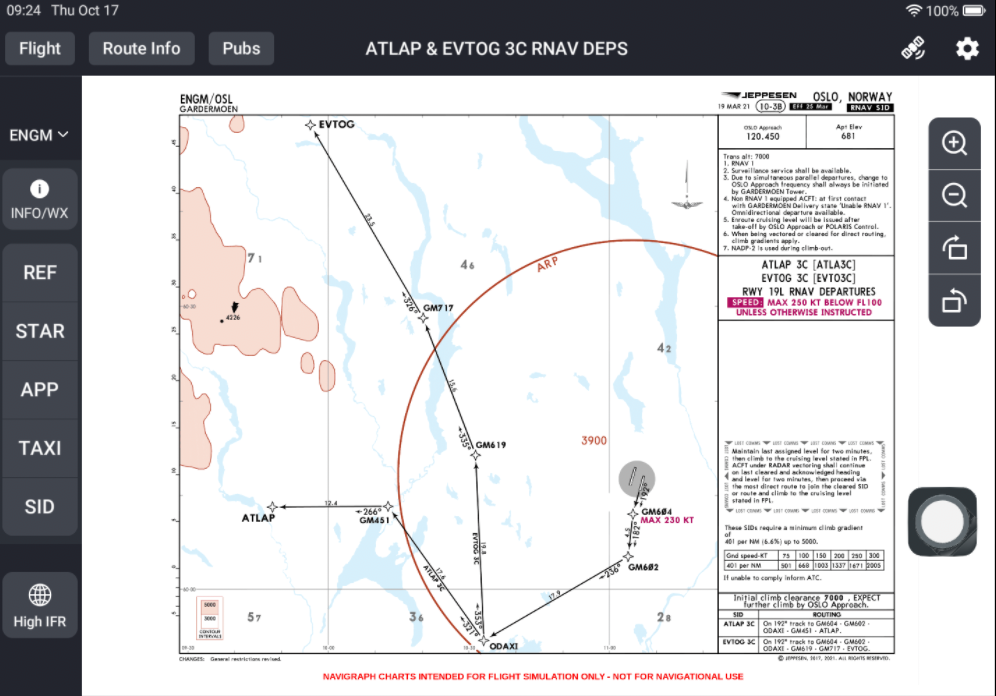 09:24 Thu Oct 17
100%
Flight
Route Info
Pubs
ATLAP & EVTOG 3C RNAV DEPS
ENGM
INFO/WX
REF
STAR
APP
TAXI
SID
High IFR
ENGM/OSL
GARDERMOEN
JEPPESEN
OSLO, NORWAY
19 MAR 21
10-3B
Eff 25 Mar
RNAV SID
OSLO Approach
120.450
Apt Elev
681
Trans alt: 7000
1. RNAV 1
2. Surveillance service shall be available.
3. Due to simultaneous parallel departures, change to
OSLO Approach frequency shall always be initiated
by GARDERMOEN Tower.
4. Non RNAV 1 equipped ACFT: at first contact
with GARDERMOEN Delivery state 'Unable RNAV 1'.
Omnidirectional departure available.
5. Enroute cruising level will be issued after
take-off by OSLO Approach or POLARIS Control.
6. When being vectored or cleared for direct routing,
climb gradients apply.
7. NADP-2 is used during climb-out.
ATLAP 3C [ATLA3C]
EVTOG 3C [EVTO3C]
RWY 19L RNAV DEPARTURES
SPEED: MAX 250 KT BELOW FL100
UNLESS OTHERWISE INSTRUCTED
LOST COMMS LOST COMMS LOST COMMS LOST COMMS
Maintain last assigned level for two minutes,
then climb to the cruising level stated in FPL.
ACFT under RADAR vectoring shall continue
on last cleared and acknowledged heading
and level for two minutes, then proceed via
the most direct route to join the cleared SID
or route and climb to the cruising level
stated in FPL.
LOST COMMS LOST COMMS LOST COMMS LOST COMMS
These SIDs require a minimum climb gradient
of
401 per NM (6.6%) up to 5000.
Gnd speed-KT 75 100 150 200 250 300
401 per NM 501 668 1003 1337 1671 2005
If unable to comply inform ATC.
Initial climb clearance 7000 , EXPECT
further climb by OSLO Approach.
SID ROUTING
ATLAP 3C On 192° track to GM604 - GM602 -
ODAXI - GM451 - ATLAP.
EVTOG 3C On 192° track to GM604 - GM602 -
ODAXI - GM619 - GM717 - EVTOG.
EVTOG
23.5
71
46
ARP
326°
GM717
4226
42
15.6
335°
GM619
3900
192°
12.4
266°
GM451
ATLAP
GM604
MAX 230 KT
4.5
182°
GM602
236°
EVTOG 3C
19.8
17.6
ATLAP 3C
17.9
353°
321°
ODAXI
57
36
28
5000
3000
CONTOUR
INTERVALS
CHANGES: General restrictions revised.
© JEPPESEN, 2017, 2021. ALL RIGHTS RESERVED.
NAVIGRAPH CHARTS INTENDED FOR FLIGHT SIMULATION ONLY - NOT FOR NAVIGATIONAL USE